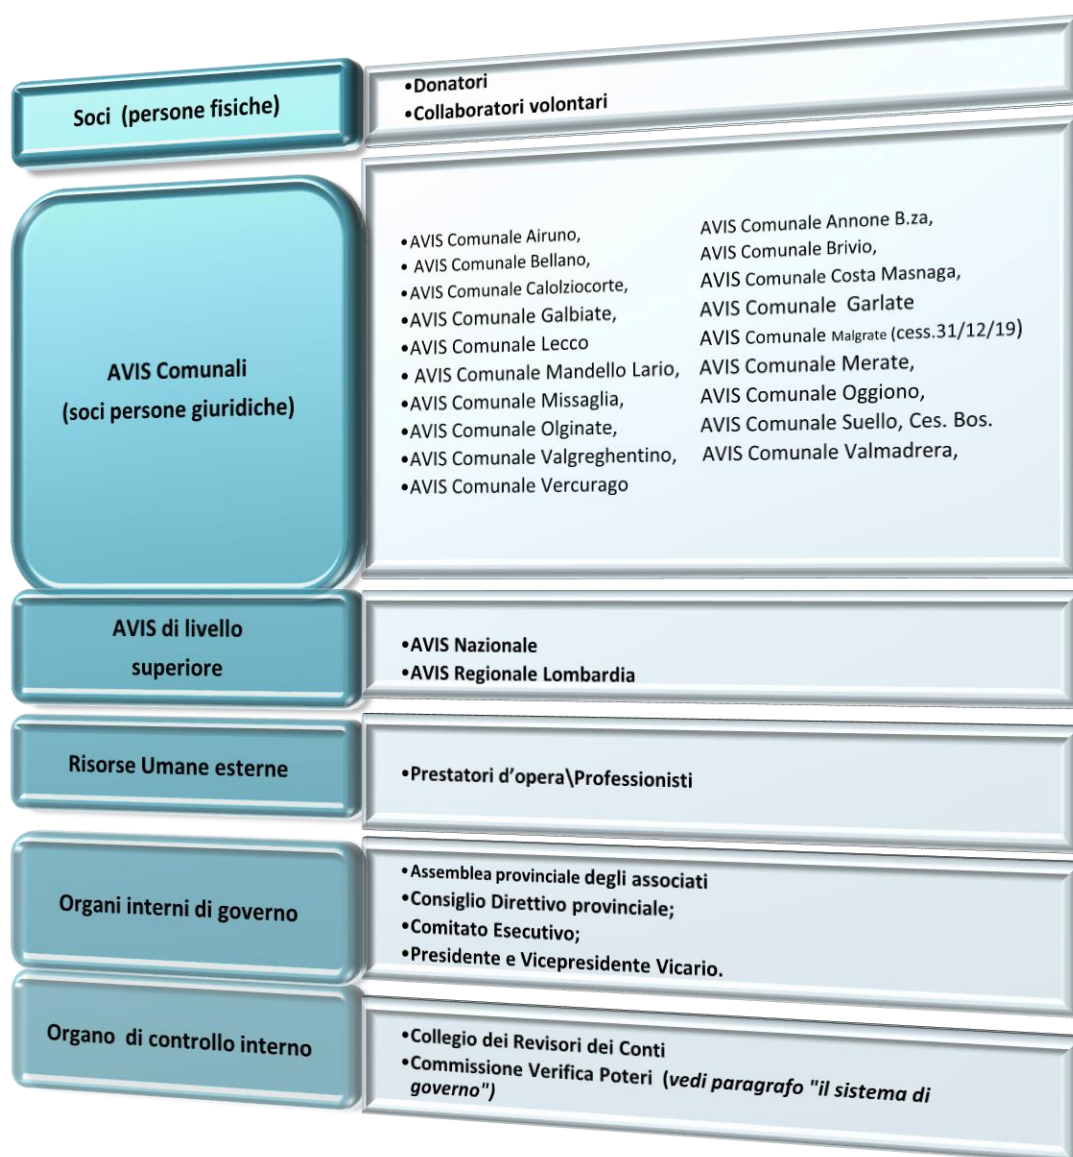 Soci (persone fisiche)
•Donatori
•Collaboratori volontari
AVIS Comunali
(soci persone giuridiche)
•AVIS Comunale Airuno,
• AVIS Comunale Bellano,
•AVIS Comunale Calolziocorte,
•AVIS Comunale Galbiate,
•AVIS Comunale Lecco
• AVIS Comunale Mandello Lario,
•AVIS Comunale Missaglia,
•AVIS Comunale Olginate,
•AVIS Comunale Valgreghentino,
•AVIS Comunale Vercurago
AVIS Comunale Annone B.za,
AVIS Comunale Brivio,
AVIS Comunale Costa Masnaga,
AVIS Comunale Garlate
AVIS Comunale Malgrate (cess.31/12/19)
AVIS Comunale Merate,
AVIS Comunale Oggiono,
AVIS Comunale Suello, Ces. Bos.
AVIS Comunale Valmadrera,
AVIS di livello
superiore
•AVIS Nazionale
•AVIS Regionale Lombardia
Risorse Umane esterne
•Prestatori d'opera\Professionisti
Organi interni di governo
•Assemblea provinciale degli associati
•Consiglio Direttivo provinciale;
•Comitato Esecutivo;
•Presidente e Vicepresidente Vicario.
Organo di controllo interno
•Collegio dei Revisori dei Conti
•Commissione Verifica Poteri (vedi paragrafo "il sistema di
governo")